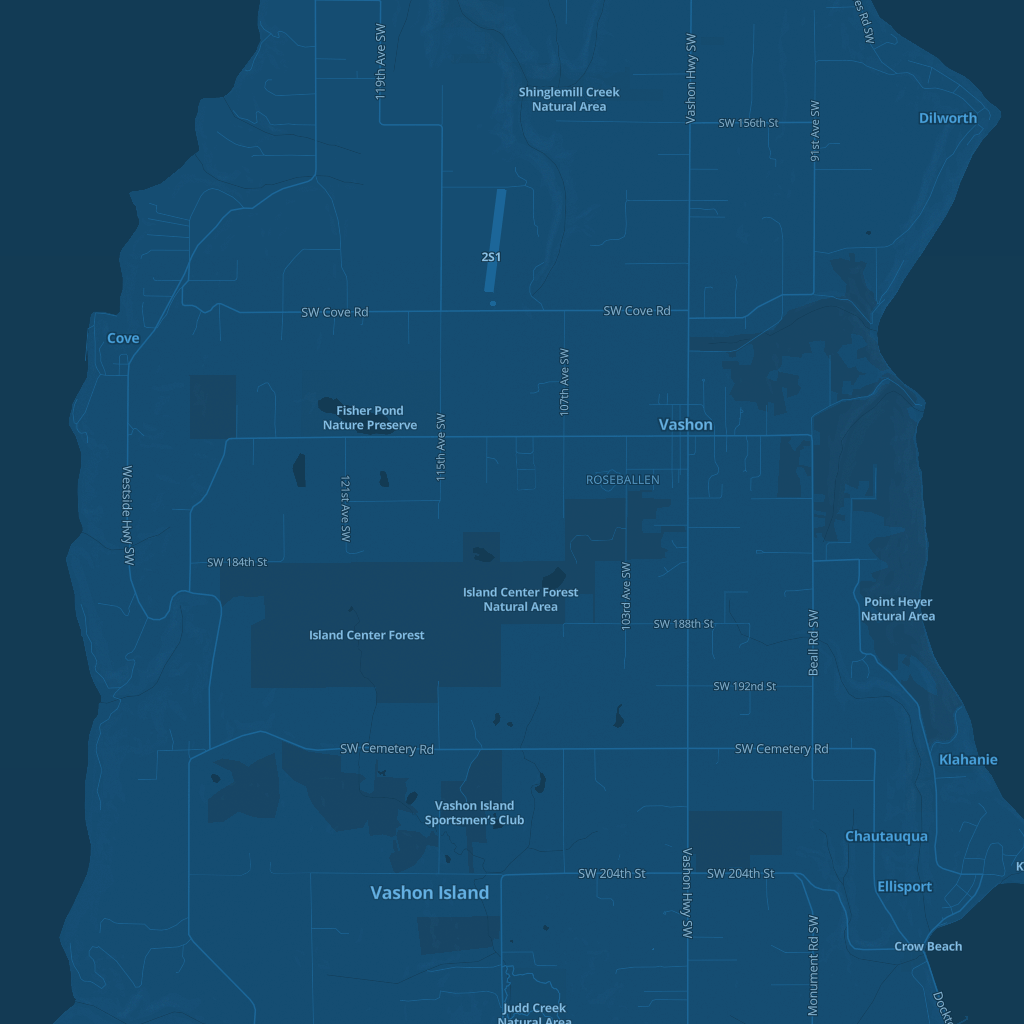 119th Ave SW
Vashon Hwy SW
es Rd SW
Shinglemill Creek
Natural Area
SW 156th St
91st Ave SW
Dilworth
2S1
SW Cove Rd
SW Cove Rd
Cove
107th Ave SW
Fisher Pond
Nature Preserve
Vashon
115th Ave SW
Westside Hwy SW
121st Ave SW
ROSEBALLEN
SW 184th St
Island Center Forest
Natural Area
103rd Ave SW
Point Heyer
Natural Area
Island Center Forest
SW 188th St
Beall Rd SW
SW 192nd St
SW Cemetery Rd
SW Cemetery Rd
Klahanie
Vashon Island
Sportsmen's Club
Chautauqua
Vashon Hwy SW
SW 204th St
SW 204th St
Ellisport
Vashon Island
Monument Rd SW
Crow Beach
Judd Creek
Natural Area